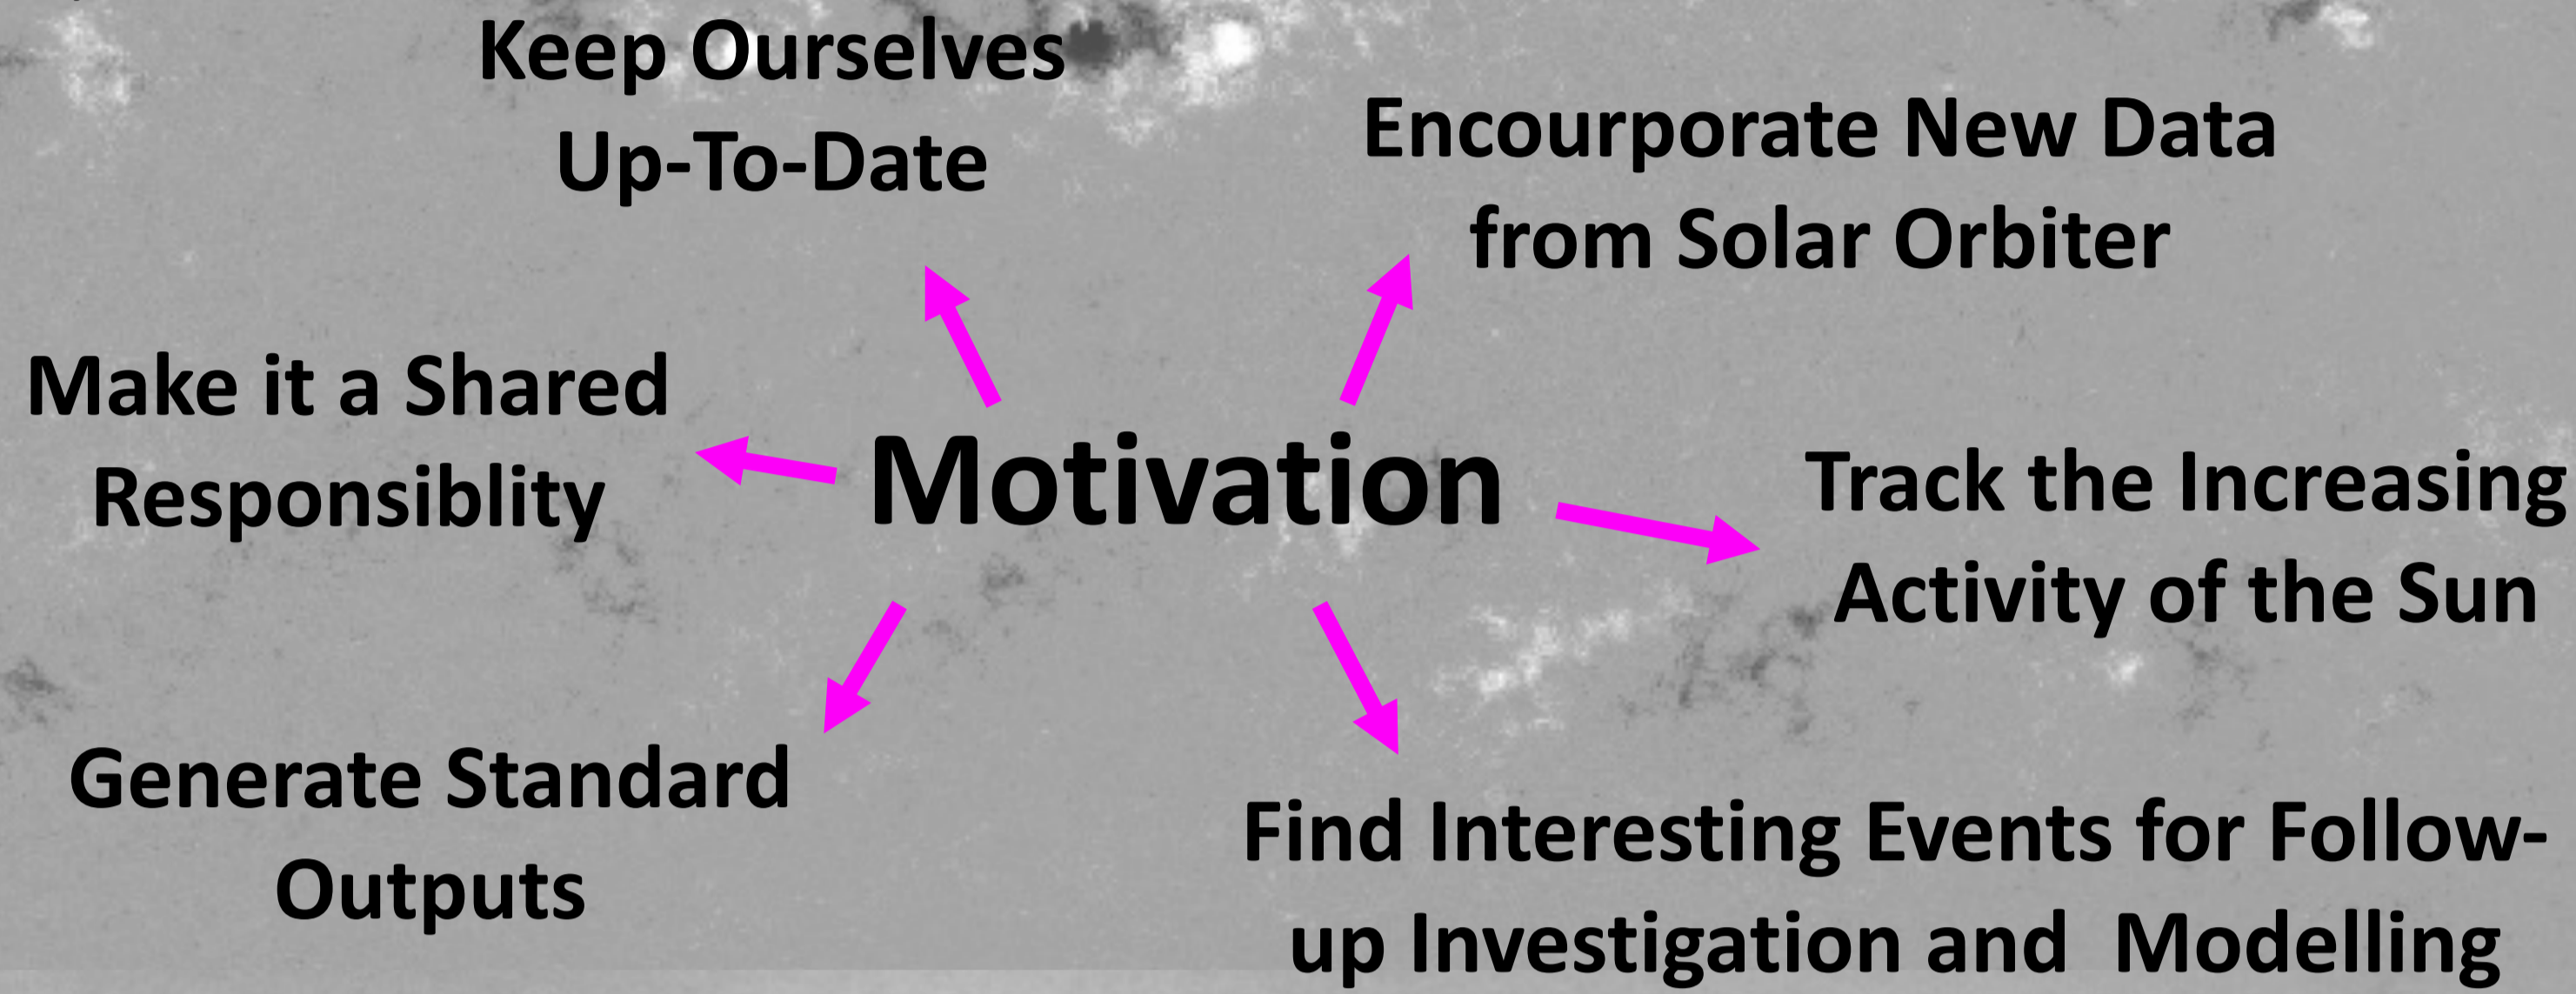 Keep Ourselves
Up-To-Date
Encourporate New Data
from Solar Orbiter
Make it a Shared
Responsiblity
Motivation
Track the Increasing
Activity of the Sun
Generate Standard
Outputs
Find Interesting Events for Follow-
up Investigation and  Modelling